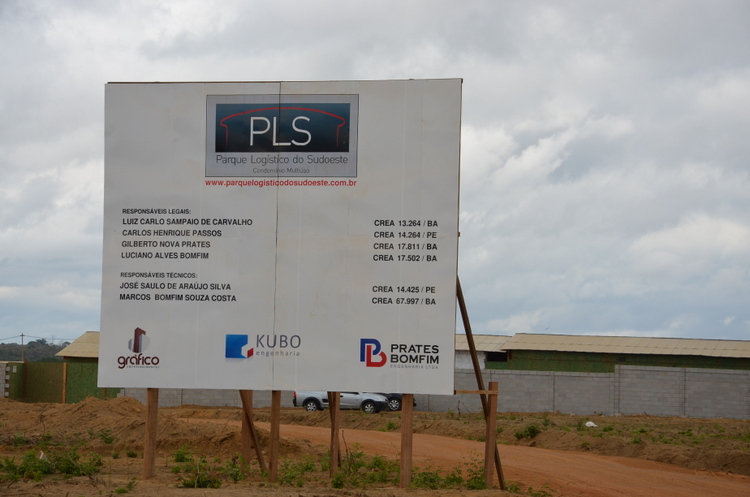 PLS
Parque Logístico do Sudoeste
Condomínio Multiuso
www.parquelogisticodosudoeste.com.br
RESPONSÁVEIS LEGAIS:
LUIZ CARLO SAMPAIO DE CARVALHO CREA 13.264 / BA
CARLOS HENRIQUE PASSOS CREA 14.264 / PE
GILBERTO NOVA PRATES CREA 17.811 / BA
LUCIANO ALVES BOMFIM CREA 17.502 / BA
RESPONSÁVEIS TÉCNICOS:
JOSÉ SAULO DE ARAÚJO SILVA CREA 14.425 / PE
MARCOS BOMFIM SOUZA COSTA CREA 67.997 / BA
gráfico
KUBO
engenharia
PRATES
BOMFIM
ENGENHARIA LTDA